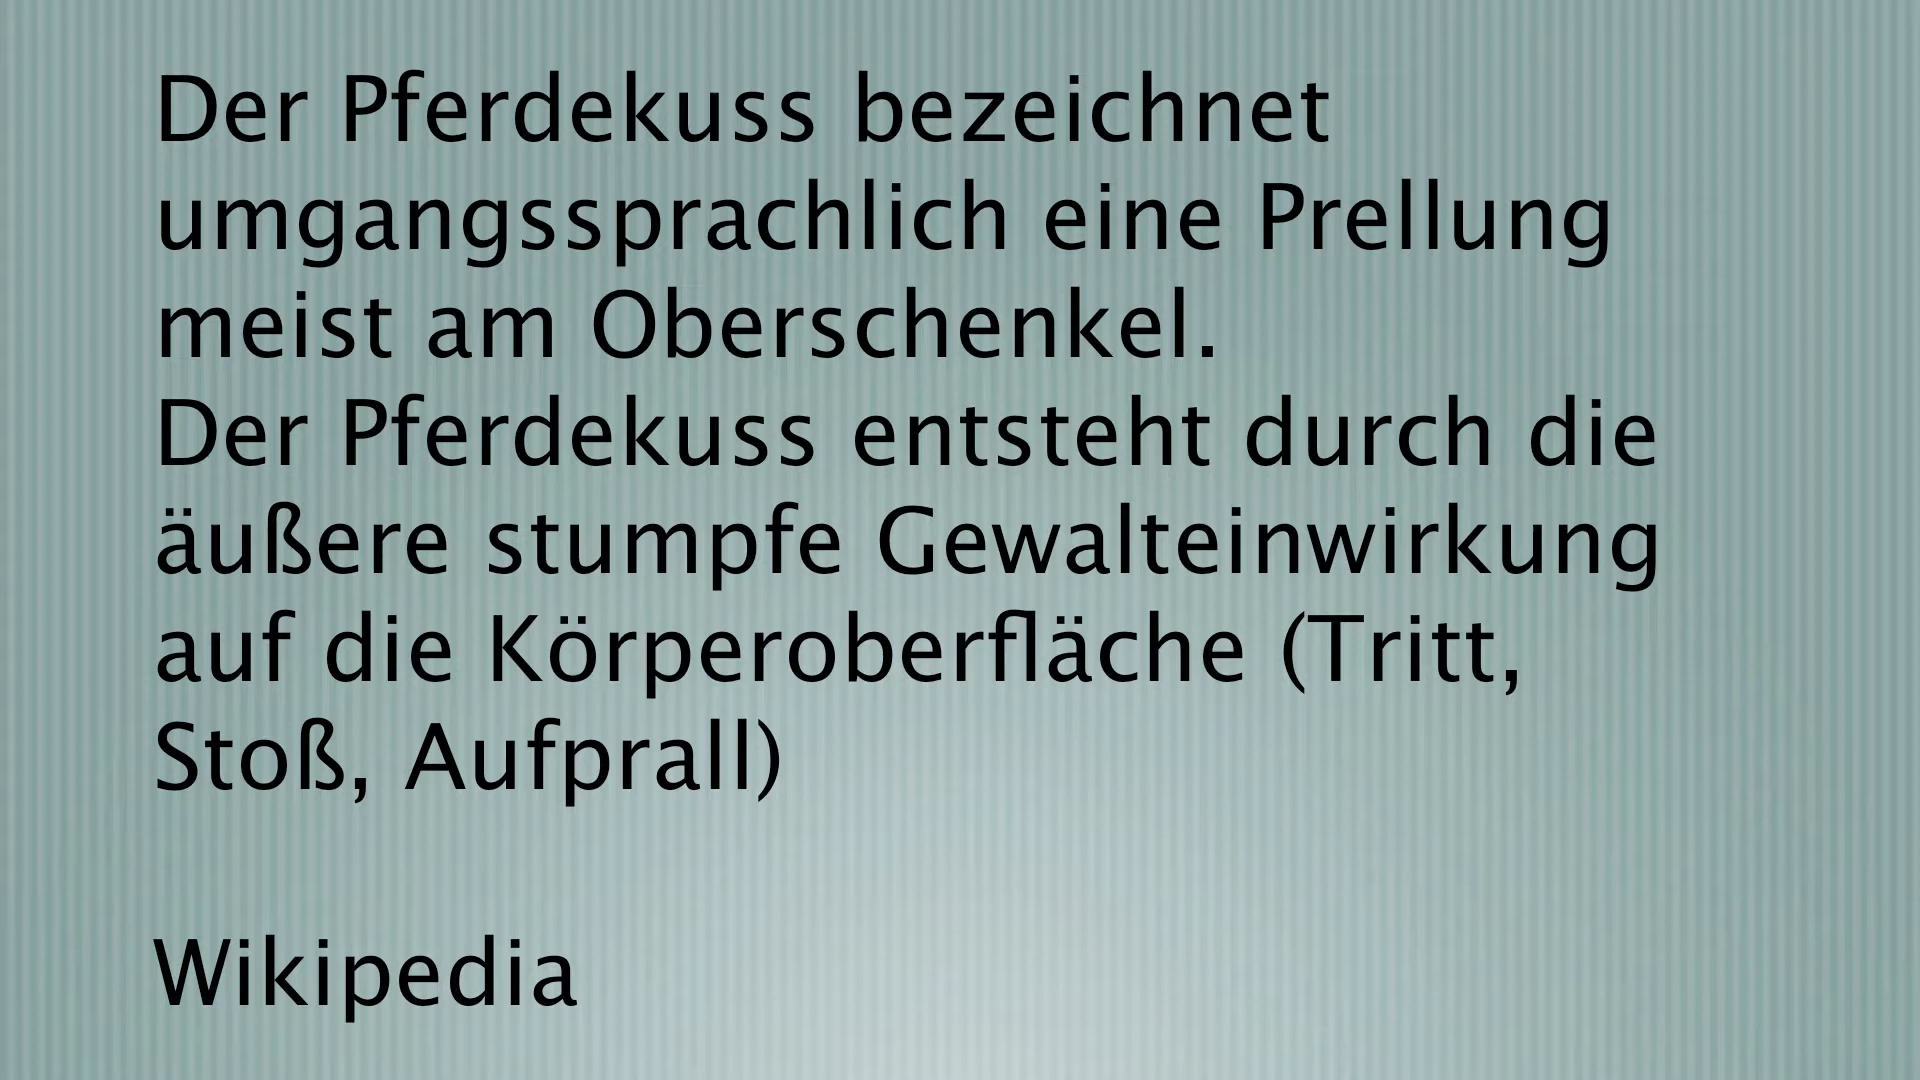 Der Pferdekuss bezeichnet
umgangssprachlich eine Prellung
meist am Oberschenkel.
Der Pferdekuss entsteht durch die
äußere stumpfe Gewalteinwirkung
auf die Körperoberfläche (Tritt,
Stoß, Aufprall)
Wikipedia